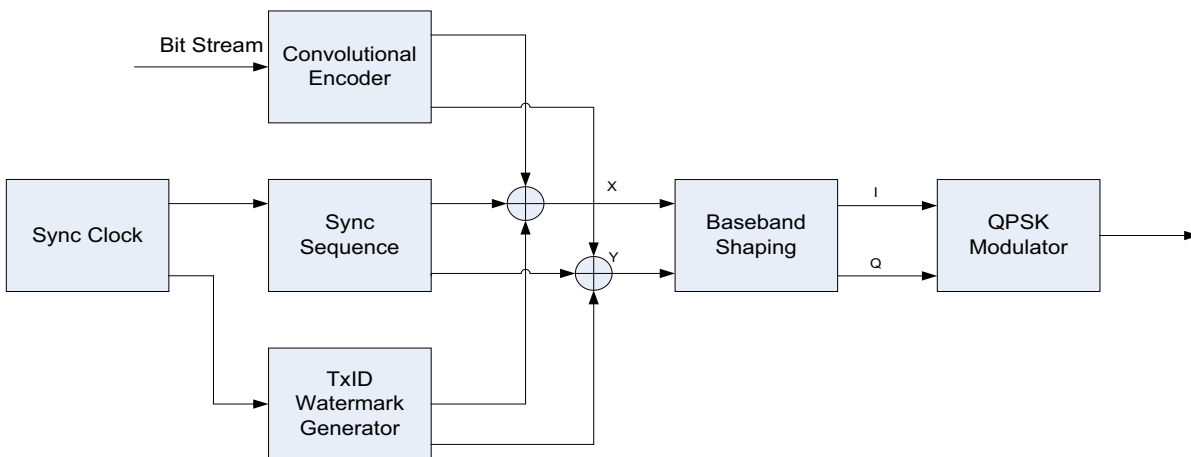 Bit Stream
Convolutional
Encoder
Sync Clock
Sync
Sequence
X
Y
Baseband
Shaping
I
Q
QPSK
Modulator
TxID
Watermark
Generator